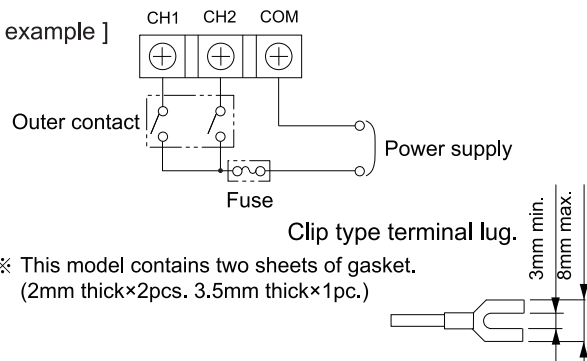 CH1 CH2 COM
example ]
Outer contact
Power supply
Fuse
Clip type terminal lug.
3mm min.
8mm max.
※ This model contains two sheets of gasket.
(2mm thick×2pcs. 3.5mm thick×1pc.)